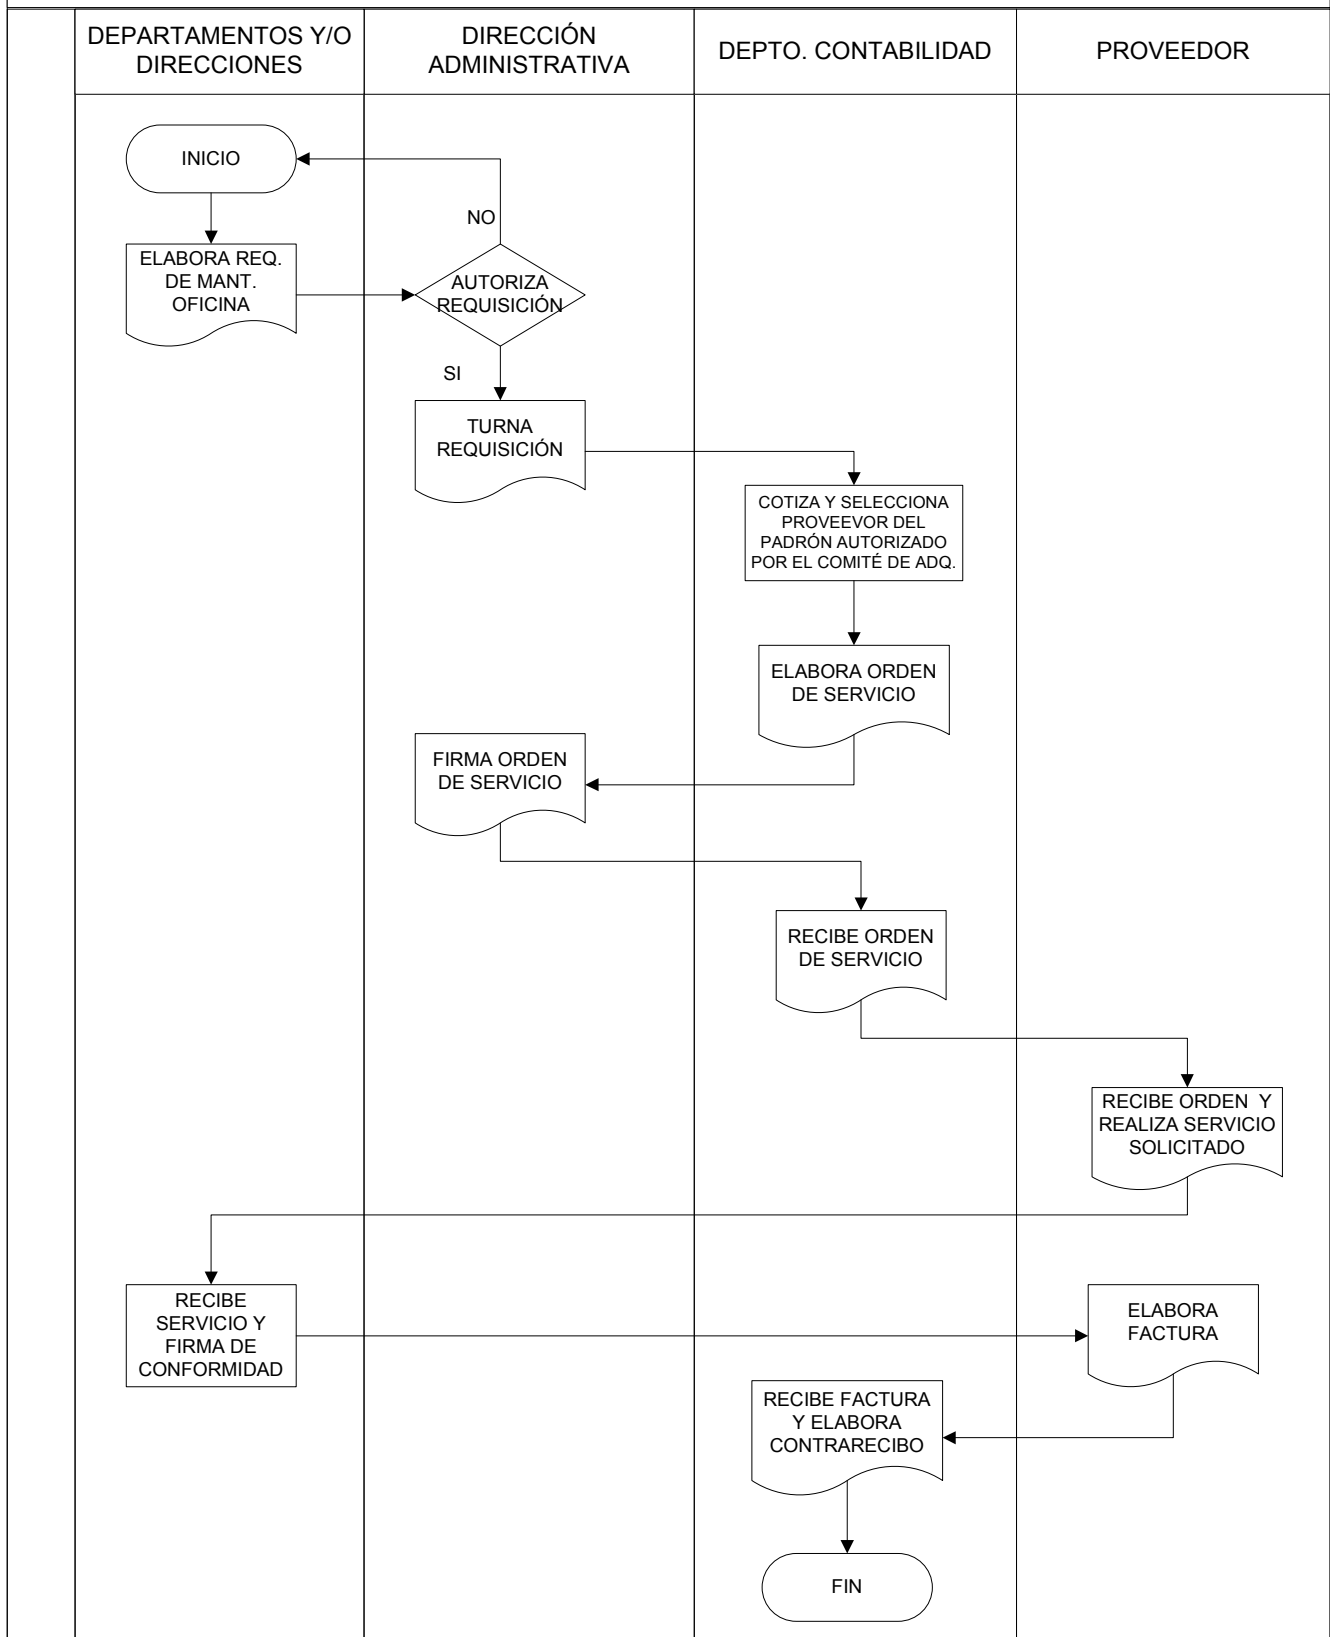 DEPARTAMENTOS Y/O
DIRECCIONES
DIRECCIÓN
ADMINISTRATIVA
DEPTO. CONTABILIDAD
PROVEEDOR
INICIO
NO
ELABORA REQ.
DE MANT.
OFICINA
AUTORIZA
REQUISICIÓN
SI
TURNA
REQUISICIÓN
COTIZA Y SELECCIONA
PROVEEVOR DEL
PADRÓN AUTORIZADO
POR EL COMITÉ DE ADQ.
ELABORA ORDEN
DE SERVICIO
FIRMA ORDEN
DE SERVICIO
RECIBE ORDEN
DE SERVICIO
RECIBE ORDEN Y
REALIZA SERVICIO
SOLICITADO
RECIBE
SERVICIO Y
FIRMA DE
CONFORMIDAD
ELABORA
FACTURA
RECIBE FACTURA
Y ELABORA
CONTRARECIBO
FIN